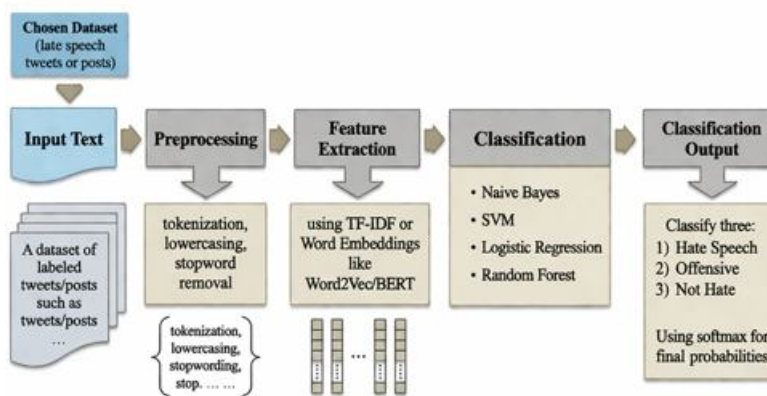 Chosen Dataset
(late speech
tweets or posts)
Input Text
Preprocessing
Feature
Extraction
Classification
Classification
Output
A dataset of
labeled
tweets/posts
such as
tweets/posts
...
tokenization,
lowercasing,
stopword
removal
tokenization,
lowercasing,
stopwording,
stop. ... ...
using TF-IDF or
Word Embeddings
like
Word2Vec/BERT
...
• Naive Bayes
• SVM
• Logistic Regression
• Random Forest
Classify three:
1) Hate Speech
2) Offensive
3) Not Hate
Using softmax for
final probabilities